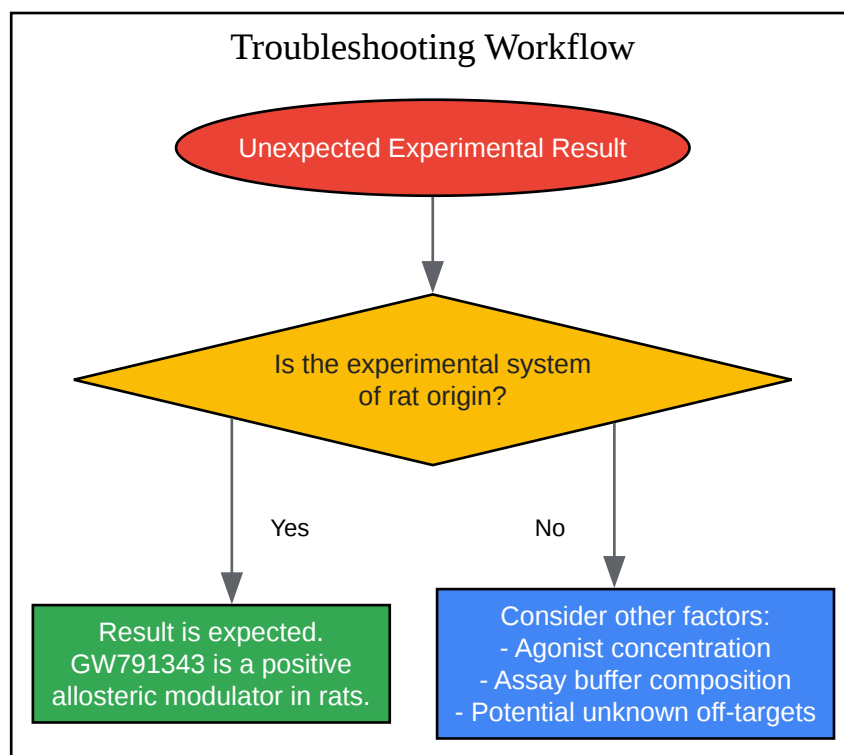 Troubleshooting Workflow
Unexpected Experimental Result
Is the experimental system
of rat origin?
Yes
No
Result is expected.
GW791343 is a positive
allosteric modulator in rats.
Consider other factors:
- Agonist concentration
- Assay buffer composition
- Potential unknown off-targets